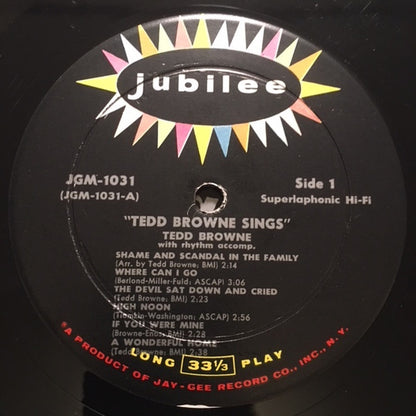 jubilee
JGM-1031
(JGM-1031-A)
Side 1
Superlaphonic Hi-Fi
"TEDD BROWNE SINGS"
TEDD BROWNE
with rhythm accomp.
SHAME AND SCANDAL IN THE FAMILY
(Arr. by Tedd Browne; BMI) 2:14
WHERE CAN I GO
(Berlond-Miller-Fuld; ASCAP) 3:06
THE DEVIL SAT DOWN AND CRIED
(Tedd Browne; BMI) 2:23
HIGH NOON
(Tiomkin-Washington; ASCAP) 2:56
IF YOU WERE MINE
(Browne-Enos; BMI) 2:28
A WONDERFUL HOME
(Tedd Browne; BMI) 2:38
LONG 33⅓ PLAY
®A PRODUCT OF JAY-GEE RECORD CO., INC., N.Y.